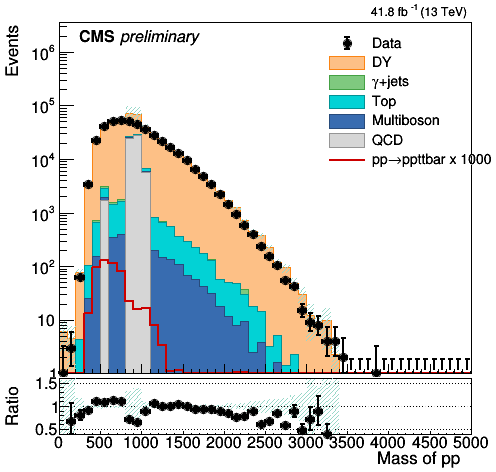 41.8 fb⁻¹ (13 TeV)
CMS preliminary
Events
Data
DY
γ+jets
Top
Multiboson
QCD
pp→ppttbar x 1000
10⁶
10⁵
10⁴
10³
10²
10
1
Ratio
1.5
1
0.5
0 500 1000 1500 2000 2500 3000 3500 4000 4500 5000
Mass of pp